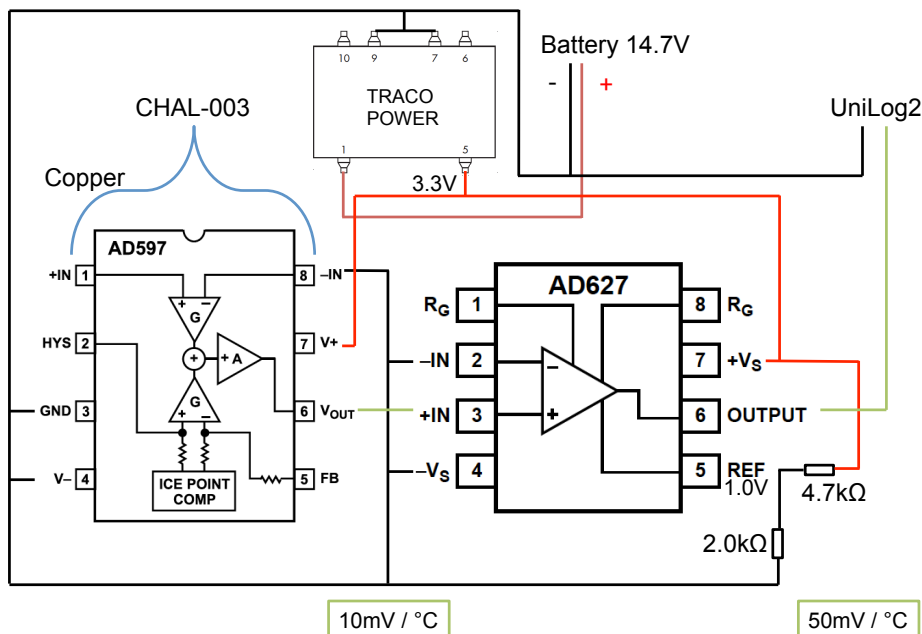 10 9 7 6
TRACO
POWER
1 5
Battery 14.7V
- +
UniLog2
CHAL-003
Copper
3.3V
AD597
+IN 1
HYS 2
GND 3
V– 4
8 –IN
7 V+
6 VOUT
5 FB
+ – G
+
+ A
G
+ –
ICE POINT
COMP
AD627
RG 1
–IN 2
+IN 3
–VS 4
–
+
8 RG
7 +VS
6 OUTPUT
5 REF
1.0V
4.7kΩ
2.0kΩ
10mV / °C
50mV / °C